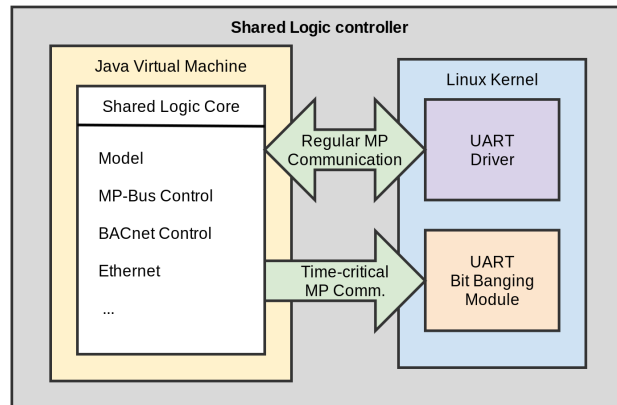 Shared Logic controller
Java Virtual Machine
Shared Logic Core
Model
MP-Bus Control
BACnet Control
Ethernet
...
Regular MP
Communication
Time-critical
MP Comm.
Linux Kernel
UART
Driver
UART
Bit Banging
Module